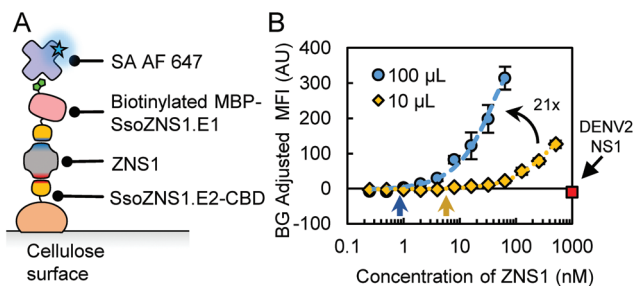 A
SA AF 647
Biotinylated MBP-
SsoZNS1.E1
ZNS1
SsoZNS1.E2-CBD
Cellulose
surface
B
BG Adjusted MFI (AU)
400
300
200
100
0
-100
100 µL
10 µL
21x
DENV2
NS1
0.1 1 10 100 1000
Concentration of ZNS1 (nM)